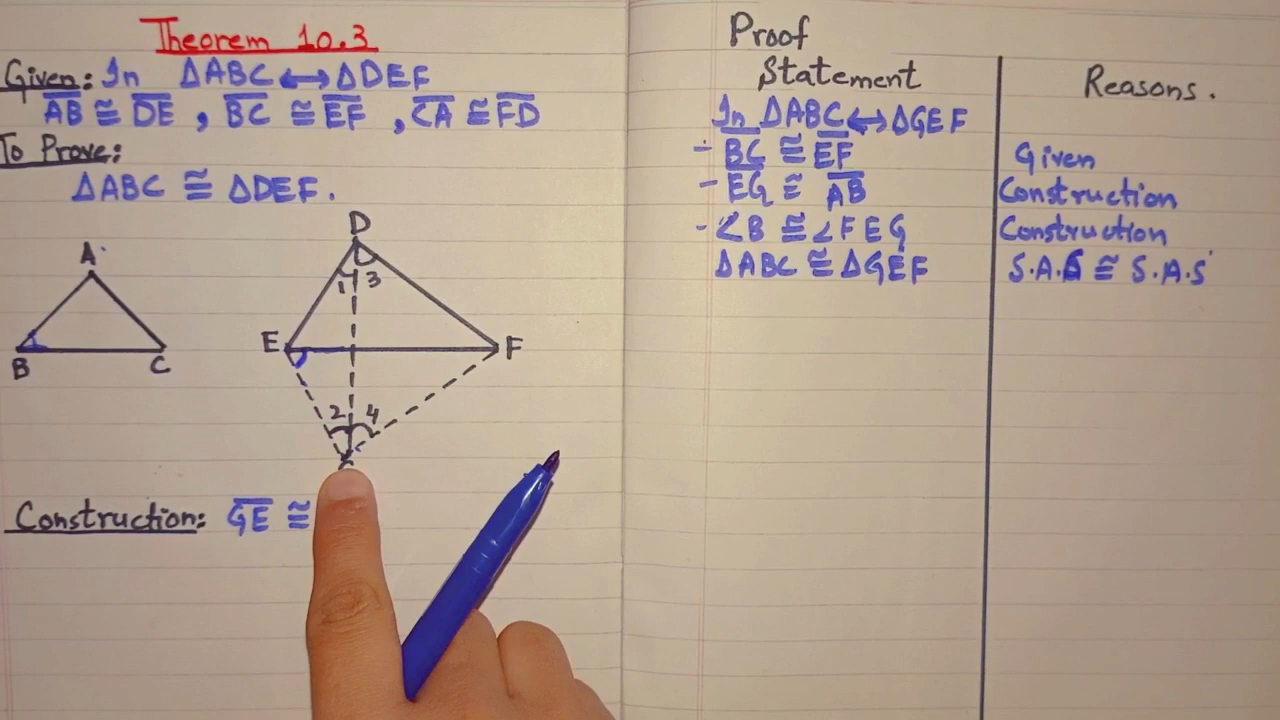 Theorem 10.3
Given: In ΔABC ↔ ΔDEF
AB ≅ DE , BC ≅ EF , CA ≅ FD
To Prove:
ΔABC ≅ ΔDEF.
A
B
C
D
1 3
E
F
2 4
Construction: GE ≅
Proof
Statement
Reasons.
In ΔABC ↔ ΔGEF
- BC ≅ EF Given
- EG ≅ AB Construction
- ∠B ≅ ∠FEG Construction
ΔABC ≅ ΔGEF S.A.S ≅ S.A.S